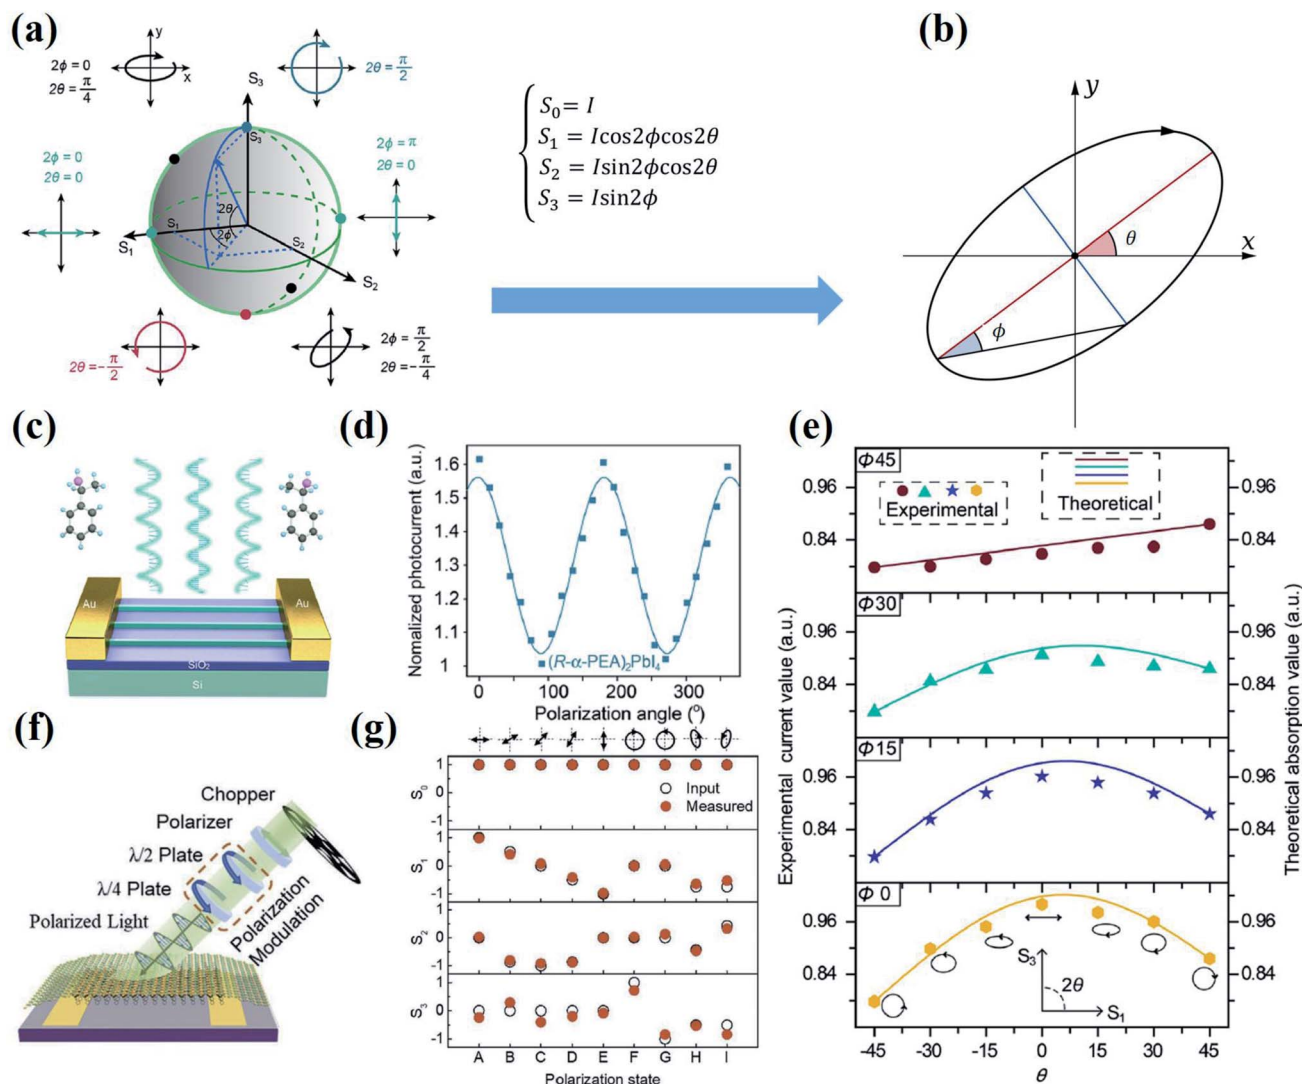 (a)
y
x
2ϕ = 0
2θ = π/4
S₃
2θ = π/2
2ϕ = 0
2θ = 0
2ϕ = π
2θ = 0
S₃
2θ
2ϕ
S₁
S₂
S₁
S₂
2θ = -π/2
2ϕ = π/2
2θ = -π/4
S₀ = I
S₁ = Icos2ϕcos2θ
S₂ = Isin2ϕcos2θ
S₃ = Isin2ϕ
(b)
y
x
θ
ϕ
(c)
Au
Au
SiO₂
Si
(d)
Nomalized photocurrent (a.u.)
1.6
1.5
1.4
1.3
1.2
1.1
1
(R-α-PEA)₂PbI₄
0
100
200
300
Polarization angle (°)
(e)
Experimental current value (a.u.)
Theoretical absorption value (a.u.)
Φ45
Experimental
Theoretical
0.96
0.84
0.96
0.84
Φ30
0.96
0.84
0.96
0.84
Φ15
0.96
0.84
0.96
0.84
Φ 0
0.96
0.84
0.96
0.84
S₃
2θ
S₁
-45
-30
-15
0
15
30
45
θ
(f)
Chopper
Polarizer
λ/2 Plate
λ/4 Plate
Polarized Light
Polarization
Modulation
(g)
Input
Measured
S₀
1
0
-1
S₁
1
0
-1
S₂
1
0
-1
S₃
1
0
-1
A B C D E F G H I
Polarization state